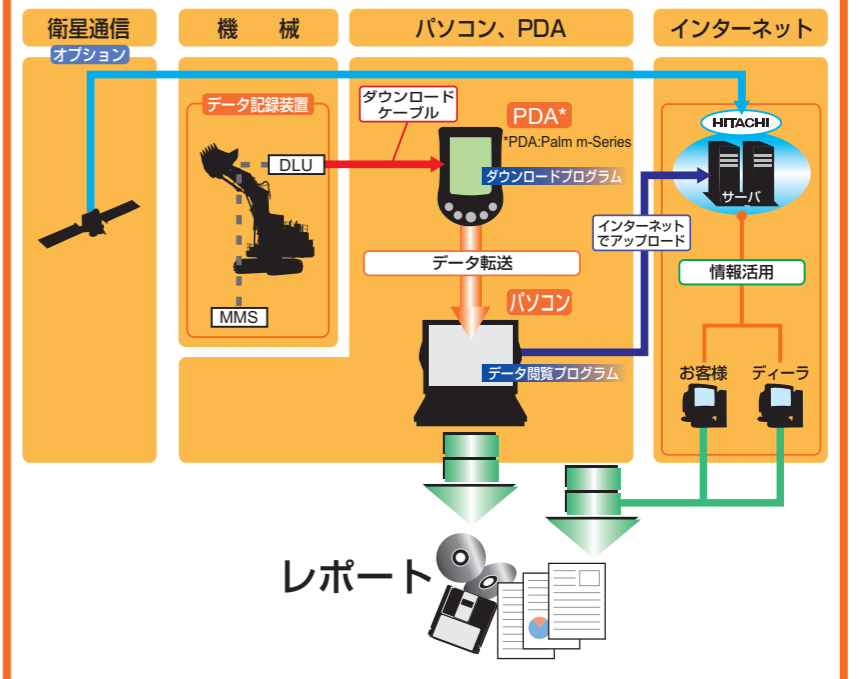 衛星通信
オプション
機 械
パソコン、PDA
インターネット
データ記録装置
DLU
MMS
ダウンロード
ケーブル
PDA*
*PDA:Palm m-Series
ダウンロードプログラム
データ転送
パソコン
データ閲覧プログラム
インターネット
でアップロード
HITACHI
サーバ
情報活用
お客様
ディーラ
レポート